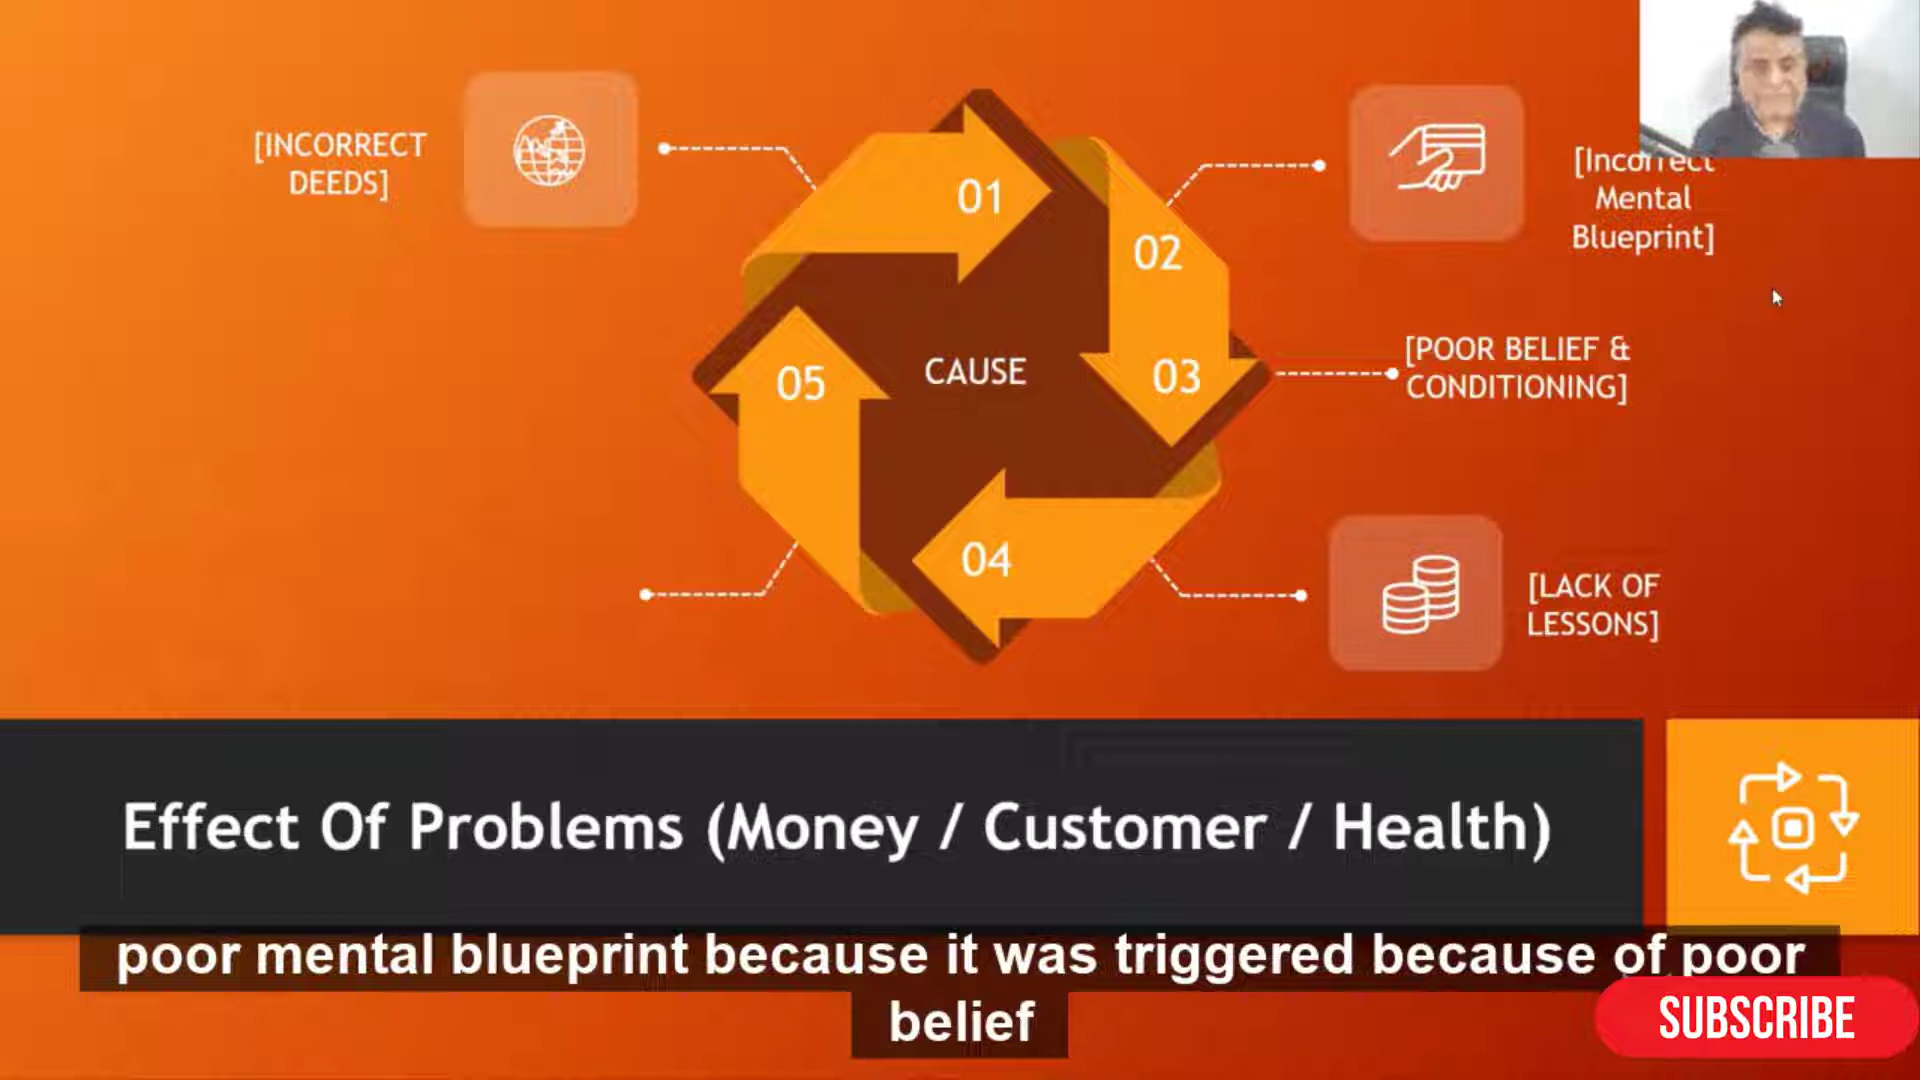 [INCORRECT
DEEDS]
01
02
[Incorrect
Mental
Blueprint]
05
CAUSE
03
[POOR BELIEF &
CONDITIONING]
04
[LACK OF
LESSONS]
Effect Of Problems (Money / Customer / Health)
poor mental blueprint because it was triggered because of poor
belief
SUBSCRIBE